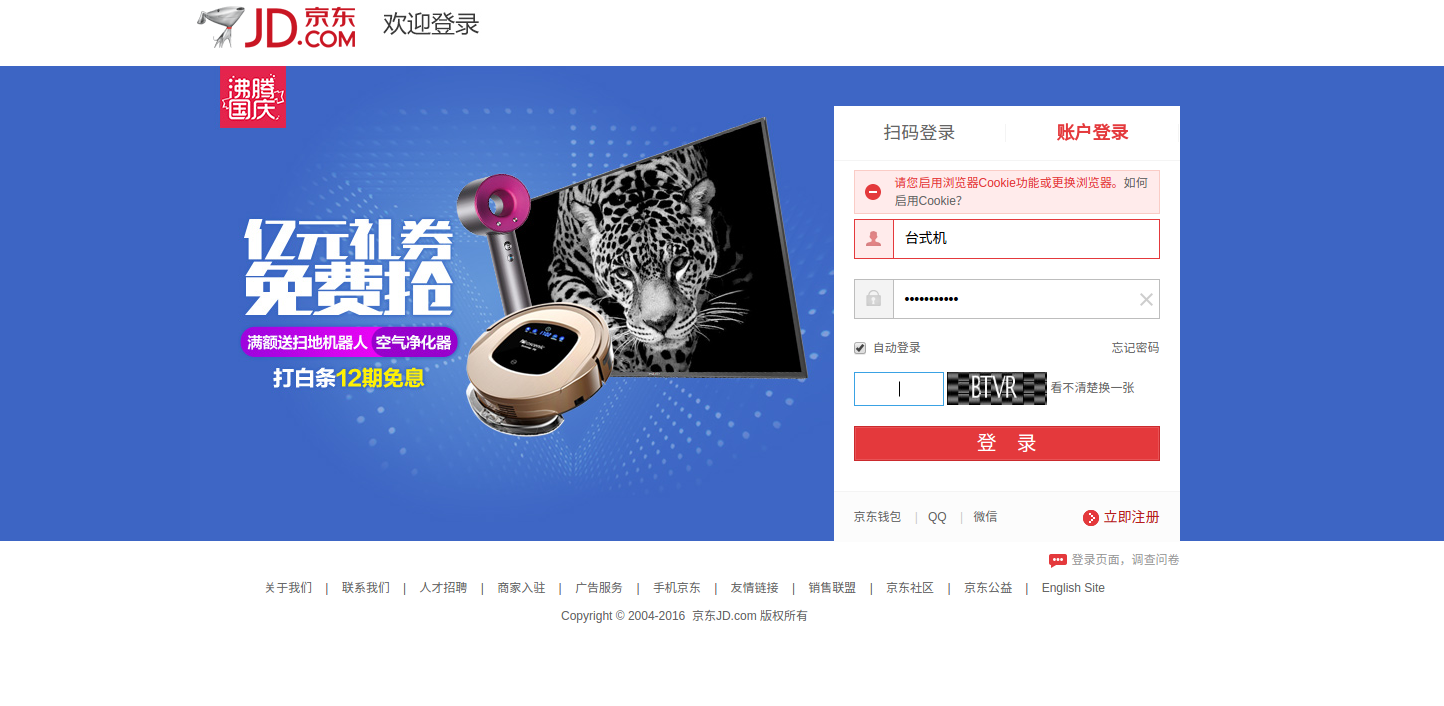 JD.COM 京东
欢迎登录
沸腾
国庆
扫码登录
账户登录
请您启用浏览器Cookie功能或更换浏览器。如何
启用Cookie?
台式机
•••••••••••
自动登录
忘记密码
BTVR
看不清楚换一张
登 录
亿元礼券
免费抢
满额送扫地机器人 空气净化器
打白条12期免息
京东钱包 | QQ | 微信
立即注册
登录页面，调查问卷
关于我们 | 联系我们 | 人才招聘 | 商家入驻 | 广告服务 | 手机京东 | 友情链接 | 销售联盟 | 京东社区 | 京东公益 | English Site
Copyright © 2004-2016 京东JD.com 版权所有